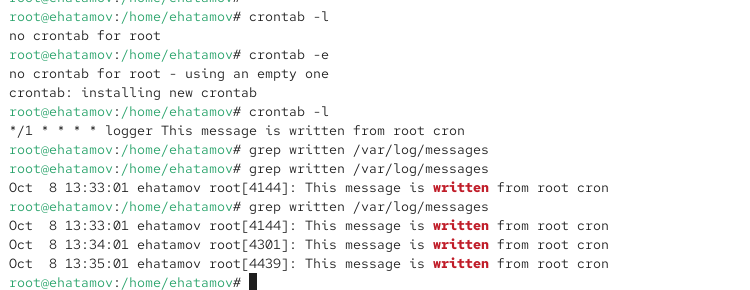 root@ehatamov:/home/ehatamov# crontab -l
no crontab for root
root@ehatamov:/home/ehatamov# crontab -e
no crontab for root - using an empty one
crontab: installing new crontab
root@ehatamov:/home/ehatamov# crontab -l
*/1 * * * * logger This message is written from root cron
root@ehatamov:/home/ehatamov# grep written /var/log/messages
root@ehatamov:/home/ehatamov# grep written /var/log/messages
Oct  8 13:33:01 ehatamov root[4144]: This message is written from root cron
root@ehatamov:/home/ehatamov# grep written /var/log/messages
Oct  8 13:33:01 ehatamov root[4144]: This message is written from root cron
Oct  8 13:34:01 ehatamov root[4301]: This message is written from root cron
Oct  8 13:35:01 ehatamov root[4439]: This message is written from root cron
root@ehatamov:/home/ehatamov#